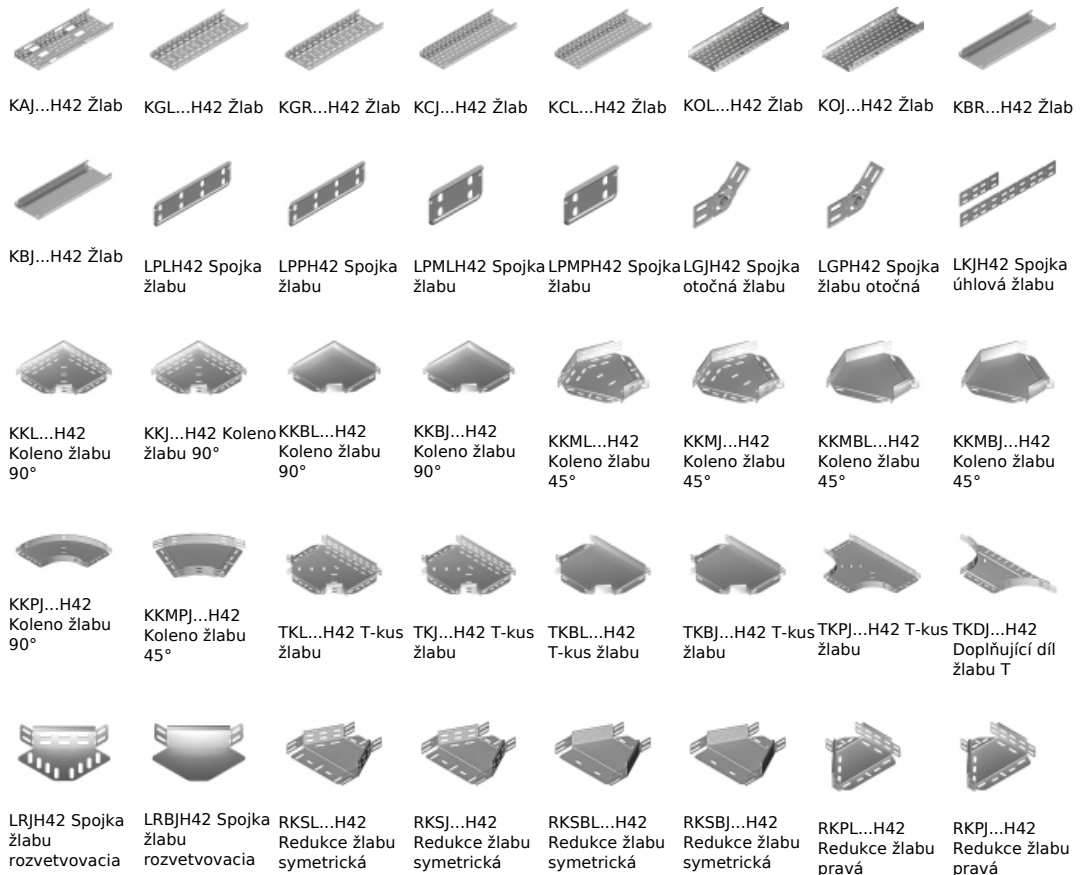 KAJ...H42 Žlab
KGL...H42 Žlab
KGR...H42 Žlab
KCJ...H42 Žlab
KCL...H42 Žlab
KOL...H42 Žlab
KOJ...H42 Žlab
KBR...H42 Žlab
KBJ...H42 Žlab
LPLH42 Spojka
žlabu
LPPH42 Spojka
žlabu
LPMLH42 Spojka
žlabu
LPMPH42 Spojka
žlabu
LGJH42 Spojka
otočná žlabu
LGPH42 Spojka
žlabu otočná
LKJH42 Spojka
úhlová žlabu
KKL...H42
Koleno žlabu
90°
KKJ...H42 Koleno
žlabu 90°
KKBL...H42
Koleno žlabu
90°
KKBJ...H42
Koleno žlabu
90°
KKML...H42
Koleno žlabu
45°
KKMJ...H42
Koleno žlabu
45°
KKMBL...H42
Koleno žlabu
45°
KKMBJ...H42
Koleno žlabu
45°
KKPJ...H42
Koleno žlabu
90°
KKMPJ...H42
Koleno žlabu
45°
TKL...H42 T-kus
žlabu
TKJ...H42 T-kus
žlabu
TKBL...H42
T-kus žlabu
TKBJ...H42 T-kus
žlabu
TKPJ...H42 T-kus
žlabu
TKDJ...H42
Doplňující díl
žlabu T
LRJH42 Spojka
žlabu
rozvetvovacia
LRBJH42 Spojka
žlabu
rozvetvovacia
RKSL...H42
Redukce žlabu
symetrická
RKSJ...H42
Redukce žlabu
symetrická
RKSBL...H42
Redukce žlabu
symetrická
RKSBJ...H42
Redukce žlabu
symetrická
RKPL...H42
Redukce žlabu
pravá
RKPJ...H42
Redukce žlabu
pravá